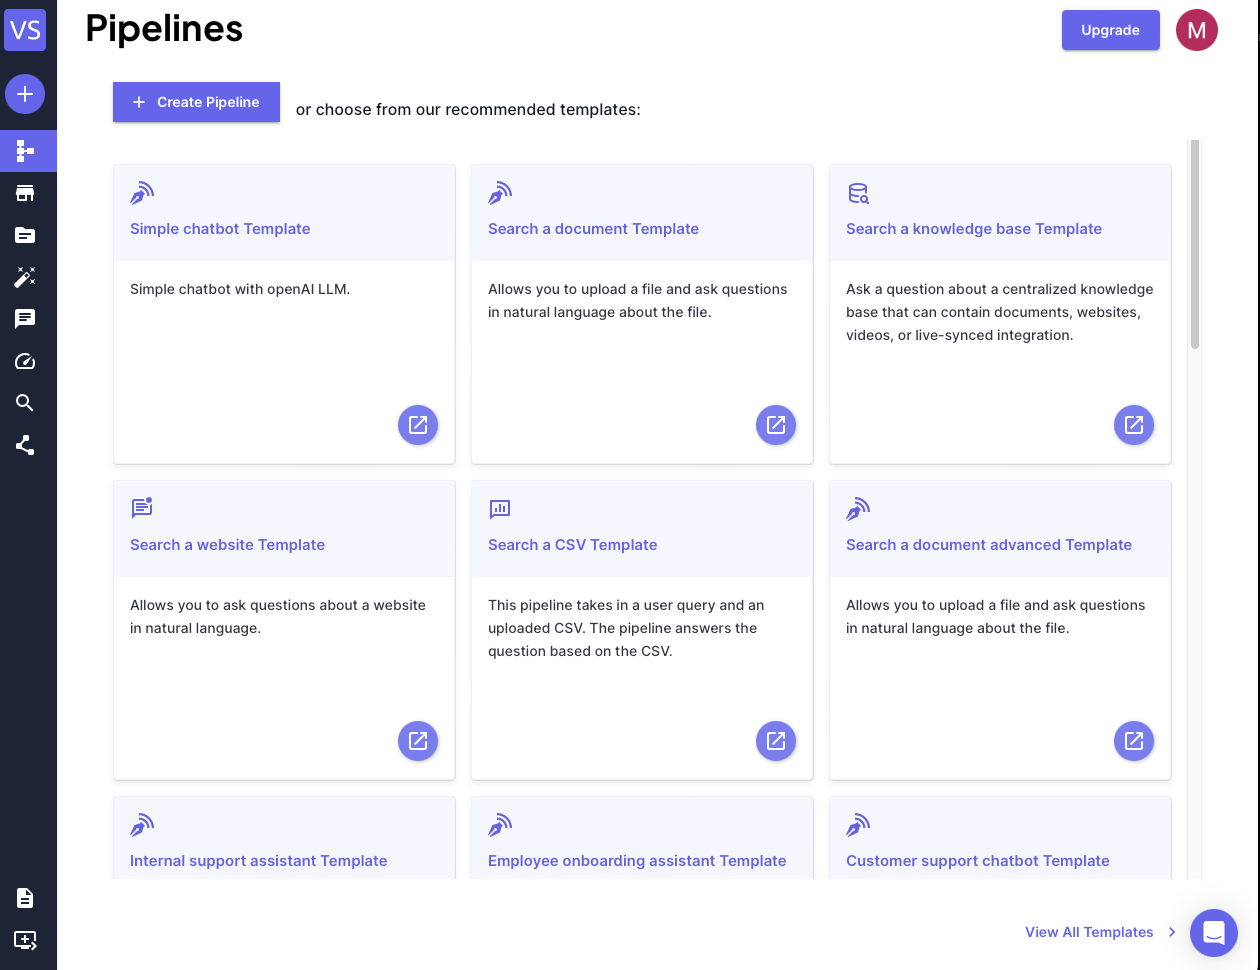 VS
Pipelines
Upgrade
M
Create Pipeline
or choose from our recommended templates:
Simple chatbot Template
Simple chatbot with openAI LLM.
Search a document Template
Allows you to upload a file and ask questions
in natural language about the file.
Search a knowledge base Template
Ask a question about a centralized knowledge
base that can contain documents, websites,
videos, or live-synced integration.
Search a website Template
Allows you to ask questions about a website
in natural language.
Search a CSV Template
This pipeline takes in a user query and an
uploaded CSV. The pipeline answers the
question based on the CSV.
Search a document advanced Template
Allows you to upload a file and ask questions
in natural language about the file.
Internal support assistant Template
Employee onboarding assistant Template
Customer support chatbot Template
View All Templates